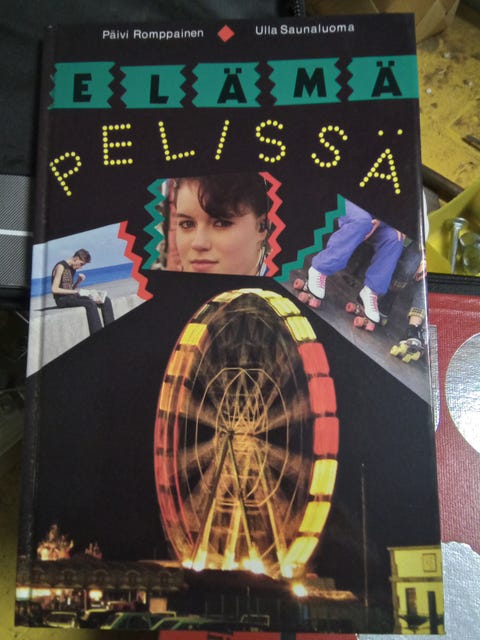 Päivi Romppainen ◆ Ulla Saunaluoma
ELÄMÄ
PELISSÄ